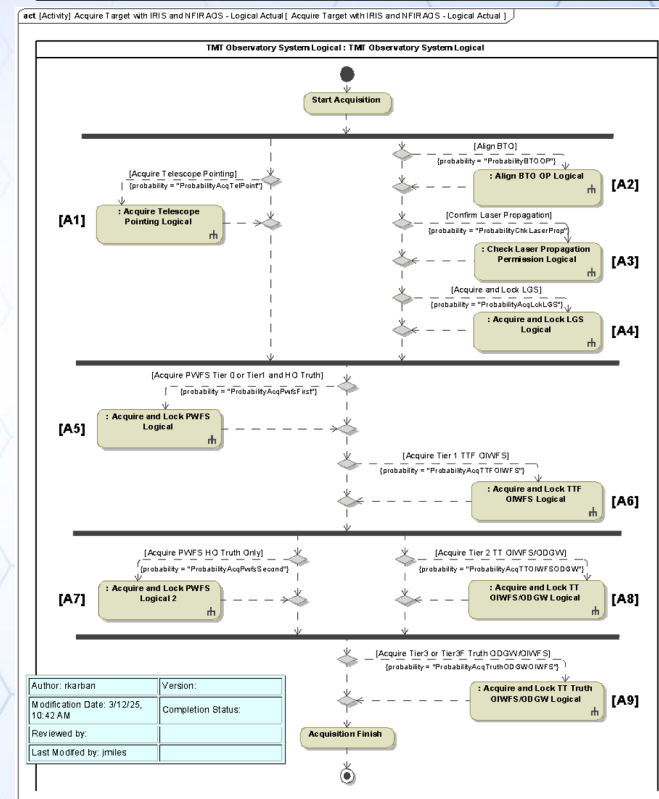 act [Activity] Acquire Target with IRIS and NFIRAOS - Logical Actual [ Acquire Target with IRIS and NFIRAOS - Logical Actual ]
TMT Observatory System Logical : TMT Observatory System Logical
Start Acquisition
[Align BTO]
{probability = "ProbabilityBTOOP"}
: Align BTO OP Logical
[A2]
[Acquire Telescope Pointing]
{probability = "ProbabilityAcqTelPoint"}
[A1]
: Acquire Telescope
Pointing Logical
[Confirm Laser Propagation]
{probability = "ProbabilityChkLaserProp"}
: Check Laser Propagation
Permission Logical
[A3]
[Acquire and Lock LGS]
{probability = "ProbabilityAcqLckLGS"}
: Acquire and Lock LGS
Logical
[A4]
[Acquire PWFS Tier 0 or Tier1 and HO Truth]
{probability = "ProbabilityAcqPwfsFirst"}
[A5]
: Acquire and Lock PWFS
Logical
[Acquire Tier 1 TTF OIWFS]
{probability = "ProbabilityAcqTTFOIWFS"}
: Acquire and Lock TTF
OIWFS Logical
[A6]
[Acquire PWFS HO Truth Only]
{probability = "ProbabilityAcqPwfsSecond"}
[A7]
: Acquire and Lock PWFS
Logical 2
[Acquire Tier 2 TT OIWFS/ODGW]
{probability = "ProbabilityAcqTTOIWFSODGW"}
: Acquire and Lock TT
OIWFS/ODGW Logical
[A8]
[Acquire Tier3 or Tier3F Truth ODGW/OIWFS]
{probability = "ProbabilityAcqTruthODGWOIWFS"}
: Acquire and Lock TT Truth
OIWFS/ODGW Logical
[A9]
Acquisition Finish
Author: rkarban
Version:
Modification Date: 3/12/25,
10:42 AM
Completion Status:
Reviewed by:
Last Modifed by: jmiles